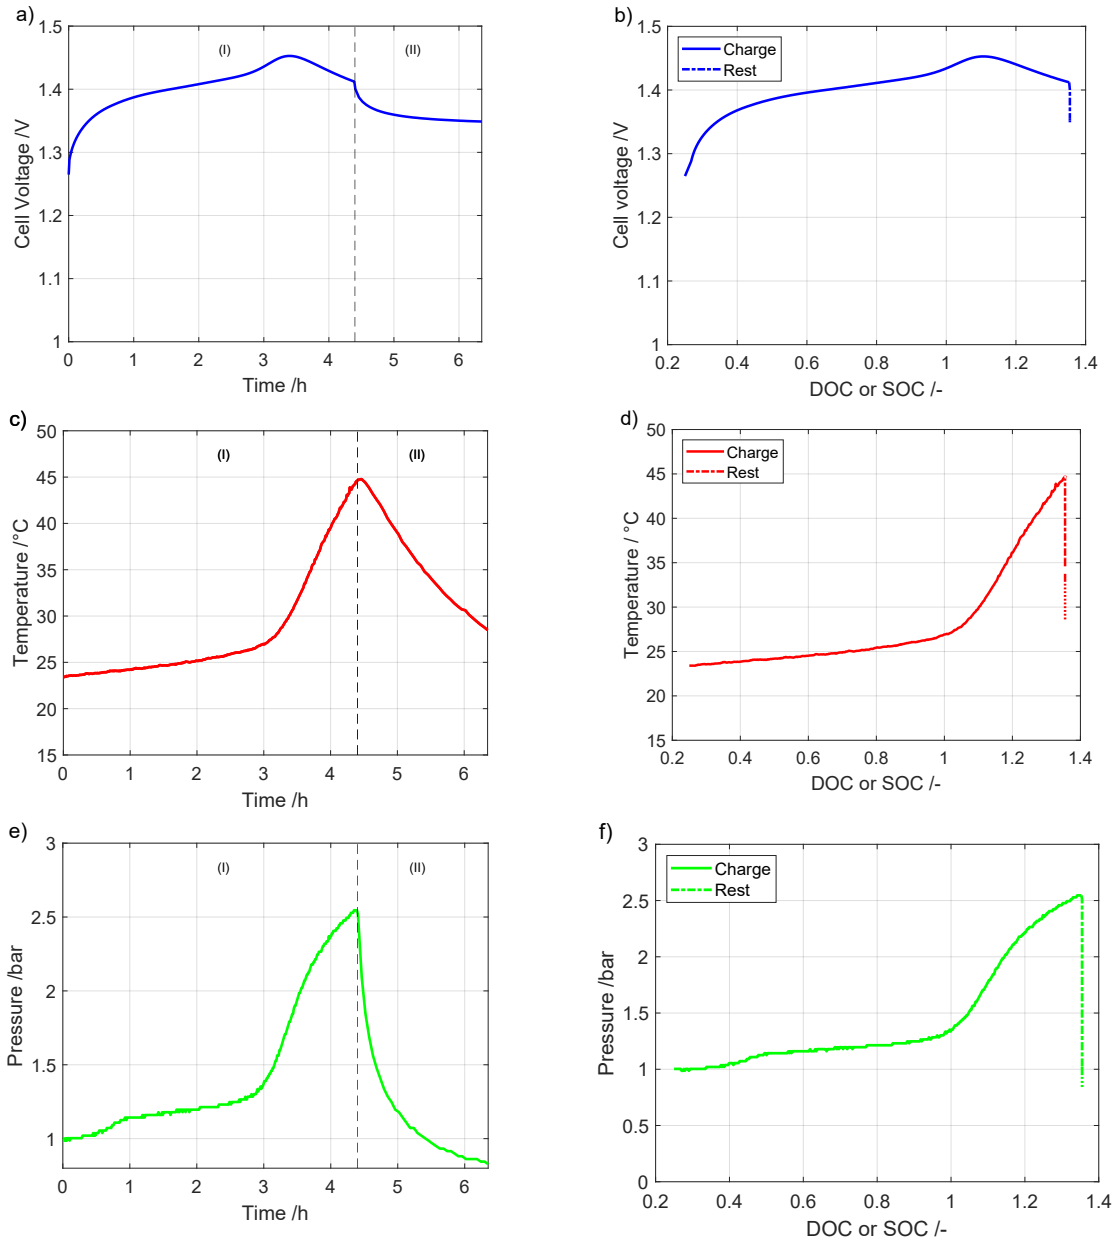 a)
1.5
1.4
1.3
1.2
1.1
1
Cell Voltage /V
(I)
(II)
0 1 2 3 4 5 6
Time /h
b)
1.5
1.4
1.3
1.2
1.1
1
Cell voltage /V
Charge
Rest
0.2 0.4 0.6 0.8 1 1.2 1.4
DOC or SOC /-
c)
50
45
40
35
30
25
20
15
Temperature /°C
(I)
(II)
0 1 2 3 4 5 6
Time /h
d)
50
45
40
35
30
25
20
15
Temperature / °C
Charge
Rest
0.2 0.4 0.6 0.8 1 1.2 1.4
DOC or SOC /-
e)
3
2.5
2
1.5
1
Pressure /bar
(I)
(II)
0 1 2 3 4 5 6
Time /h
f)
3
2.5
2
1.5
1
0.5
0
Pressure /bar
Charge
Rest
0.2 0.4 0.6 0.8 1 1.2 1.4
DOC or SOC /-